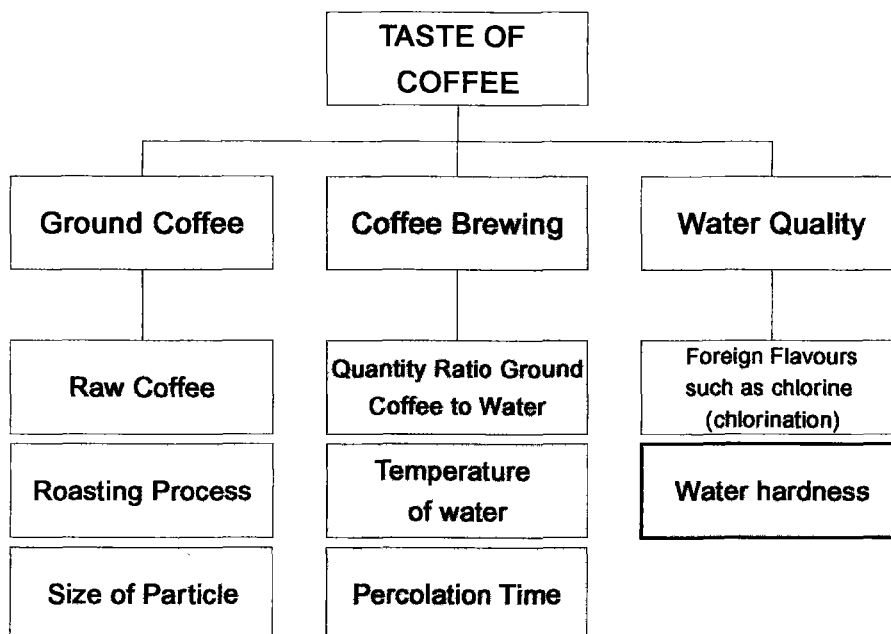 TASTE OF
COFFEE
Ground Coffee
Coffee Brewing
Water Quality
Raw Coffee
Quantity Ratio Ground
Coffee to Water
Foreign Flavours
such as chlorine
(chlorination)
Roasting Process
Temperature
of water
Water hardness
Size of Particle
Percolation Time